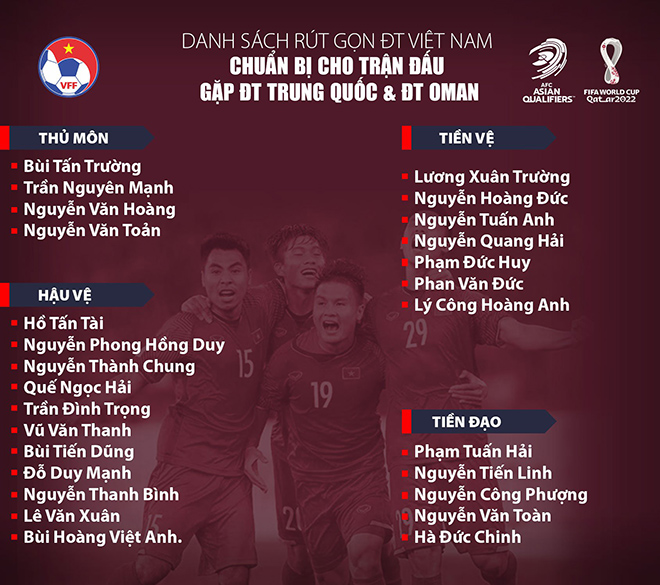 DANH SÁCH RÚT GỌN ĐT VIỆT NAM
CHUẨN BỊ CHO TRẬN ĐẤU
GẶP ĐT TRUNG QUỐC & ĐT OMAN
VFF
AFC
ASIAN
QUALIFIERS™
FIFA WORLD CUP
Qat_ar2022
THỦ MÔN
Bùi Tấn Trường
Trần Nguyên Mạnh
Nguyễn Văn Hoàng
Nguyễn Văn Toản
HẬU VỆ
Hồ Tấn Tài
Nguyễn Phong Hồng Duy
Nguyễn Thành Chung
Quế Ngọc Hải
Trần Đình Trọng
Vũ Văn Thanh
Bùi Tiến Dũng
Đỗ Duy Mạnh
Nguyễn Thanh Bình
Lê Văn Xuân
Bùi Hoàng Việt Anh.
TIỀN VỆ
Lương Xuân Trường
Nguyễn Hoàng Đức
Nguyễn Tuấn Anh
Nguyễn Quang Hải
Phạm Đức Huy
Phan Văn Đức
Lý Công Hoàng Anh
TIỀN ĐẠO
Phạm Tuấn Hải
Nguyễn Tiến Linh
Nguyễn Công Phượng
Nguyễn Văn Toàn
Hà Đức Chinh
15
19
29
20